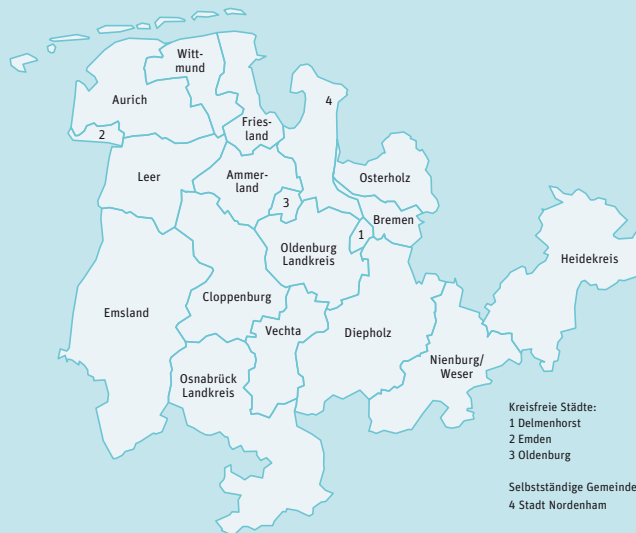 Witt-
mund
Aurich
4
Fries-
land
2
Leer
Ammer-
land
Osterholz
3
Bremen
1
Oldenburg
Landkreis
Heidekreis
Cloppenburg
Emsland
Vechta
Diepholz
Nienburg/
Weser
Osnabrück
Landkreis
Kreisfreie Städte:
1 Delmenhorst
2 Emden
3 Oldenburg
Selbstständige Gemeinde
4 Stadt Nordenham